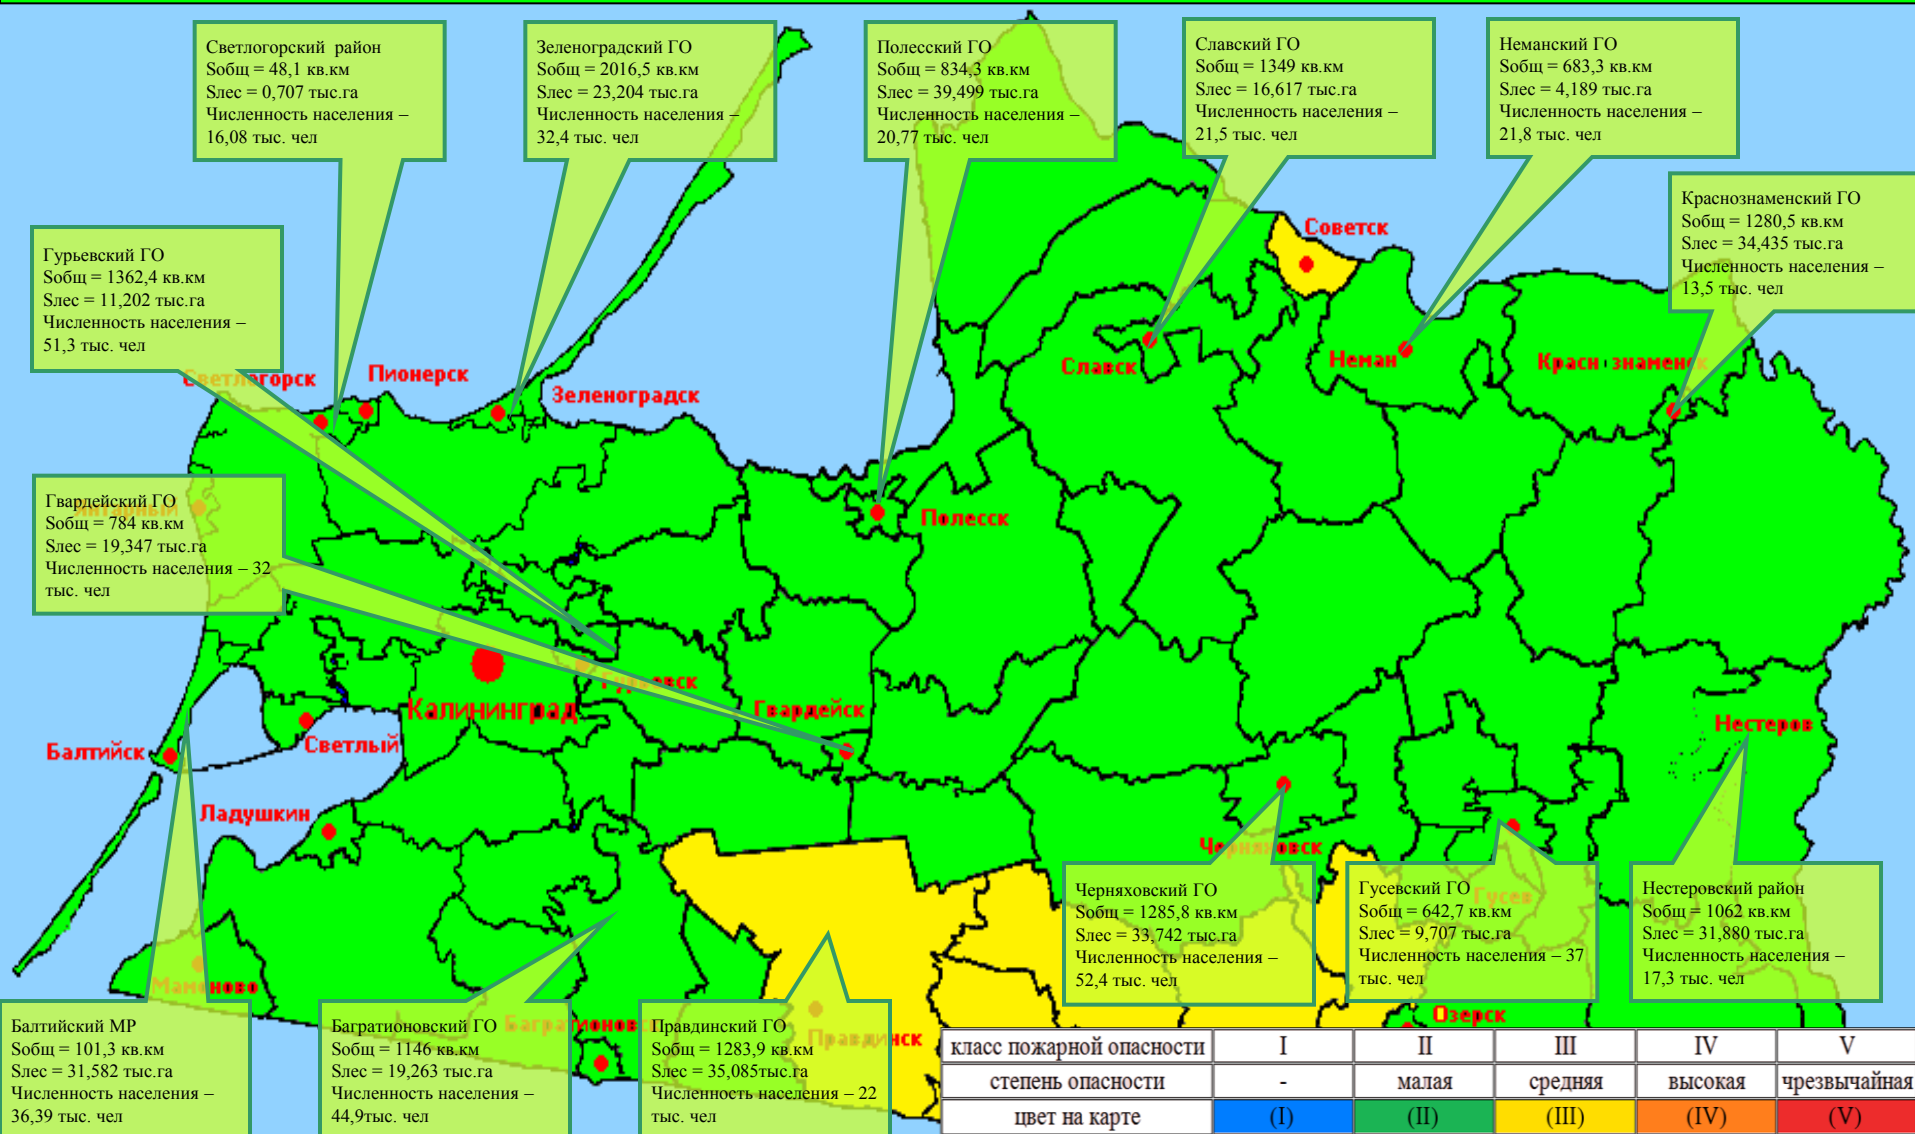 Светлогорский район
Sобщ = 48,1 кв.км
Sлес = 0,707 тыс.га
Численность населения –
16,08 тыс. чел
Зеленоградский ГО
Sобщ = 2016,5 кв.км
Sлес = 23,204 тыс.га
Численность населения –
32,4 тыс. чел
Полесский ГО
Sобщ = 834,3 кв.км
Sлес = 39,499 тыс.га
Численность населения –
20,77 тыс. чел
Славский ГО
Sобщ = 1349 кв.км
Sлес = 16,617 тыс.га
Численность населения –
21,5 тыс. чел
Неманский ГО
Sобщ = 683,3 кв.км
Sлес = 4,189 тыс.га
Численность населения –
21,8 тыс. чел
Краснознаменский ГО
Sобщ = 1280,5 кв.км
Sлес = 34,435 тыс.га
Численность населения –
13,5 тыс. чел
Гурьевский ГО
Sобщ = 1362,4 кв.км
Sлес = 11,202 тыс.га
Численность населения –
51,3 тыс. чел
Советск
Славск
Неман
Красн знаменск
Светлогорск
Пионерск
Зеленоградск
Гвардейский ГО
Sобщ = 784 кв.км
Sлес = 19,347 тыс.га
Численность населения – 32
тыс. чел
Янтарный
Полесск
Гурьевск
Калининград
Гвардейск
Нестеров
Балтийск
Светлый
Ладушкин
Черняховск
Гусев
Черняховский ГО
Sобщ = 1285,8 кв.км
Sлес = 33,742 тыс.га
Численность населения –
52,4 тыс. чел
Гусевский ГО
Sобщ = 642,7 кв.км
Sлес = 9,707 тыс.га
Численность населения – 37
тыс. чел
Нестеровский район
Sобщ = 1062 кв.км
Sлес = 31,880 тыс.га
Численность населения –
17,3 тыс. чел
Мамоново
Багратионовск
Правдинск
Озерск
Балтийский МР
Sобщ = 101,3 кв.км
Sлес = 31,582 тыс.га
Численность населения –
36,39 тыс. чел
Багратионовский ГО
Sобщ = 1146 кв.км
Sлес = 19,263 тыс.га
Численность населения –
44,9тыс. чел
Правдинский ГО
Sобщ = 1283,9 кв.км
Sлес = 35,085тыс.га
Численность населения – 22
тыс. чел
класс пожарной опасности I II III IV V
степень опасности - малая средняя высокая чрезвычайная
цвет на карте (I) (II) (III) (IV) (V)